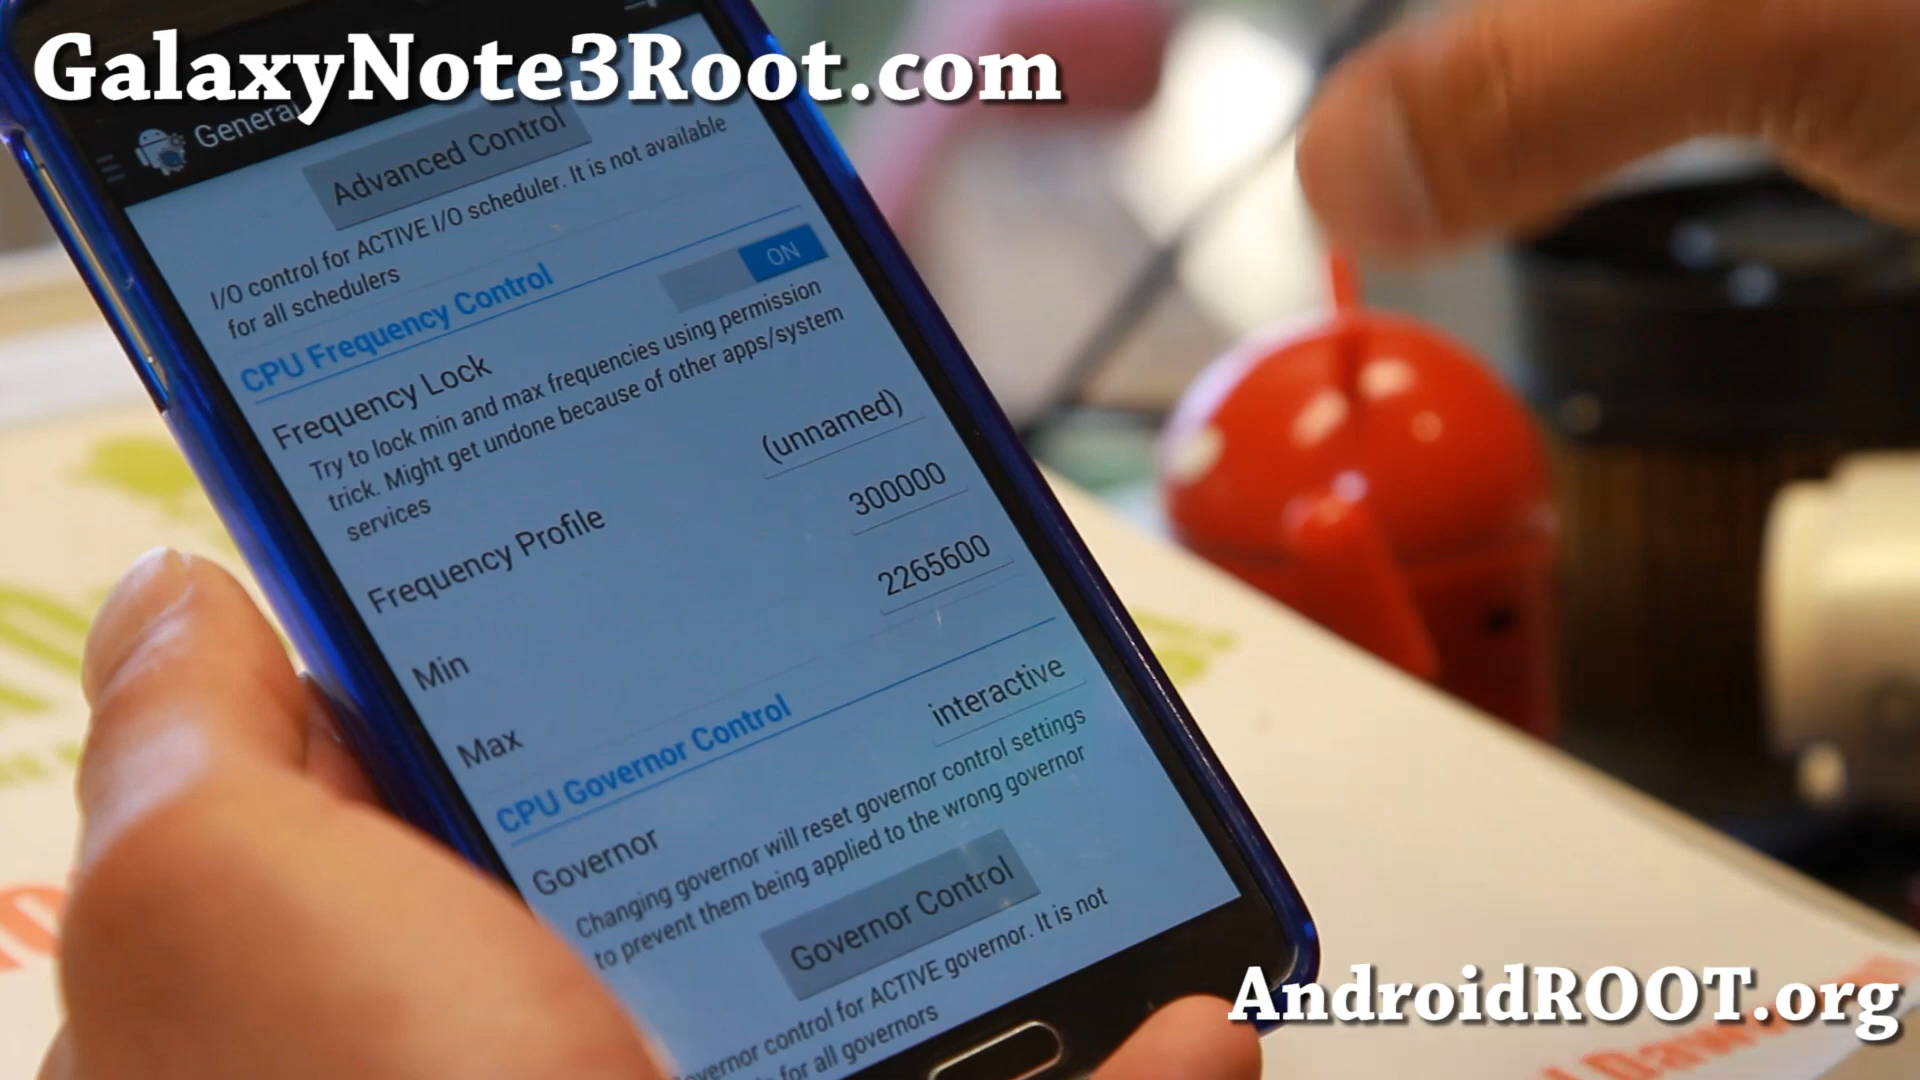 GalaxyNote3Root.com
General
Advanced Control
I/O control for ACTIVE I/O scheduler. It is not available
for all schedulers
CPU Frequency Control
Frequency Lock
ON
Try to lock min and max frequencies using permission
trick. Might get undone because of other apps/system
services
Frequency Profile
(unnamed)
Min
300000
Max
2265600
CPU Governor Control
Governor
interactive
Changing governor will reset governor control settings
to prevent them being applied to the wrong governor
Governor Control
control for ACTIVE governor. It is not
for all governors
AndroidROOT.org